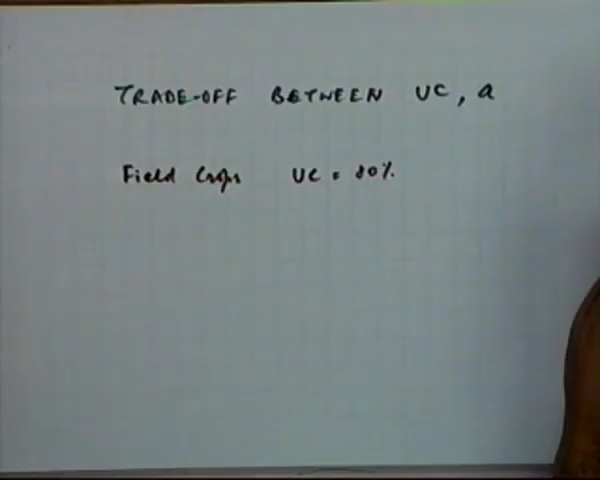 TRADE-OFF BETWEEN UC, a
Field Crops UC = 80%